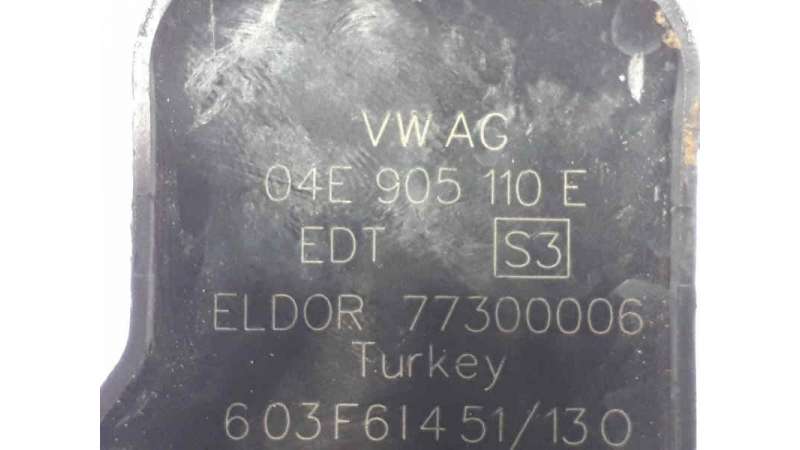 VW AG
04E 905 110 E
EDT S3
ELDOR 77300006
Turkey
603F61451/130